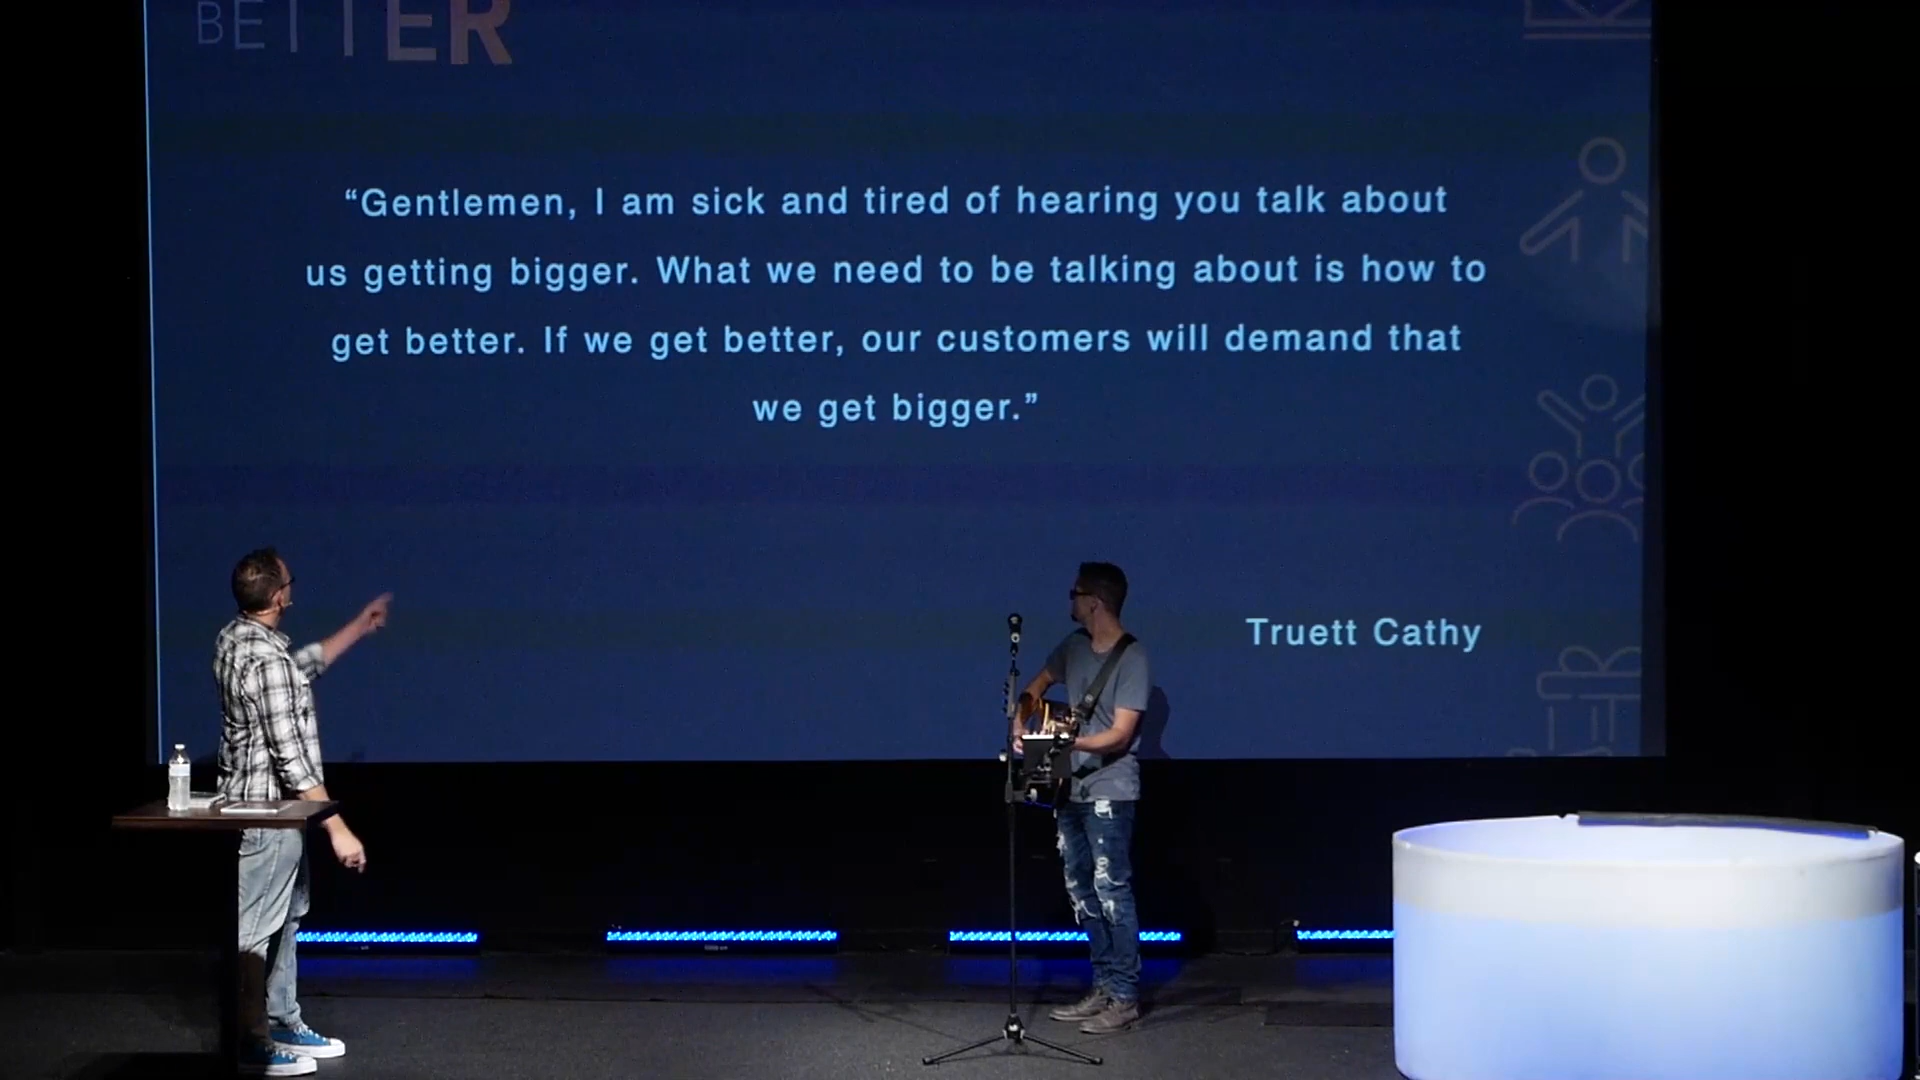 BETTER
“Gentlemen, I am sick and tired of hearing you talk about
us getting bigger. What we need to be talking about is how to
get better. If we get better, our customers will demand that
we get bigger.”
Truett Cathy